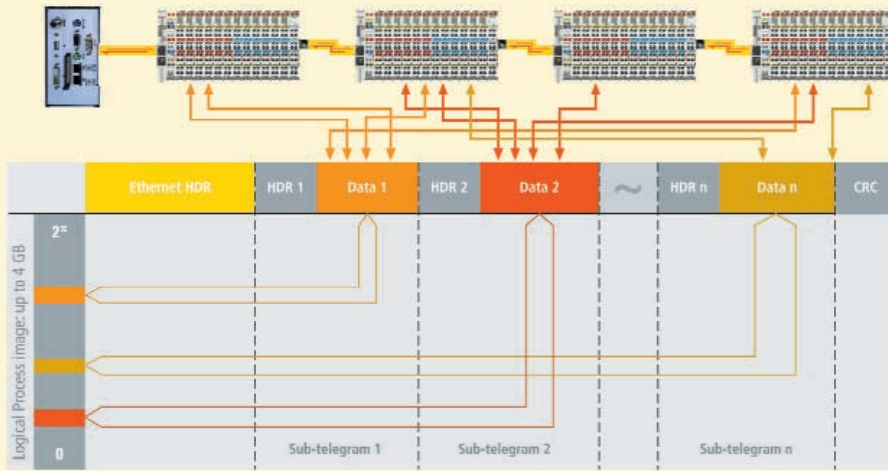 Ethernet HDR
HDR 1
Data 1
HDR 2
Data 2
~
HDR n
Data n
CRC
Logical Process image: up to 4 GB
0
Sub-telegram 1
Sub-telegram 2
Sub-telegram n